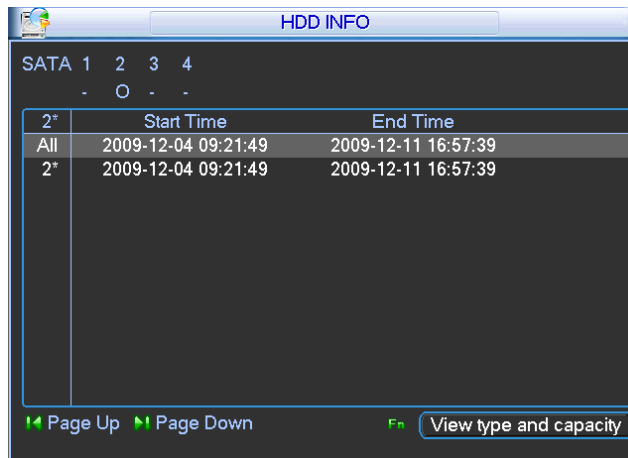 HDD INFO
SATA 1 2 3 4
- O - -
2* Start Time End Time
All 2009-12-04 09:21:49 2009-12-11 16:57:39
2* 2009-12-04 09:21:49 2009-12-11 16:57:39
Page Up Page Down Fn View type and capacity